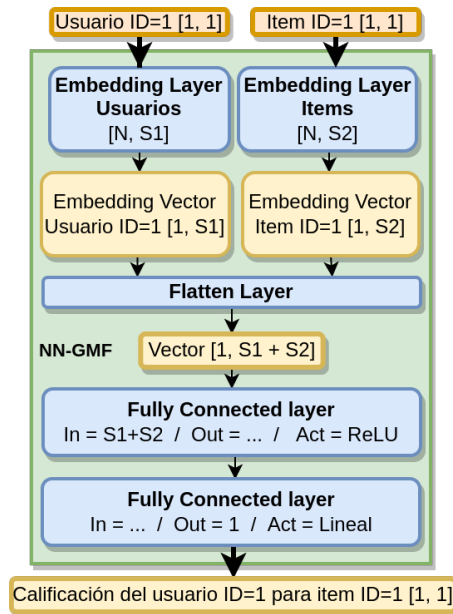 Usuario ID=1 [1, 1]
Item ID=1 [1, 1]
Embedding Layer
Usuarios
[N, S1]
Embedding Layer
Items
[N, S2]
Embedding Vector
Usuario ID=1 [1, S1]
Embedding Vector
Item ID=1 [1, S2]
Flatten Layer
NN-GMF
Vector [1, S1 + S2]
Fully Connected layer
In = S1+S2 / Out = ... / Act = ReLU
Fully Connected layer
In = ... / Out = 1 / Act = Lineal
Calificación del usuario ID=1 para item ID=1 [1, 1]